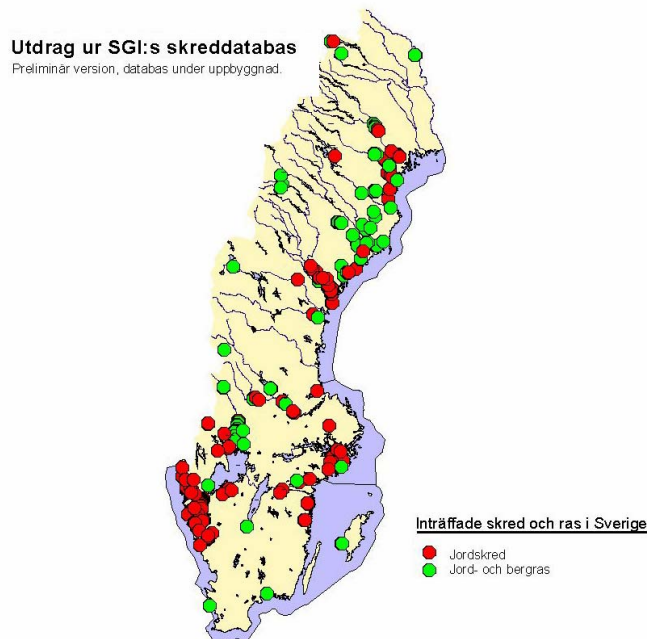 Utdrag ur SGI:s skreddatabas
Preliminär version, databas under uppbyggnad.
Inträffade skred och ras i Sverige
Jordskred
Jord- och bergras